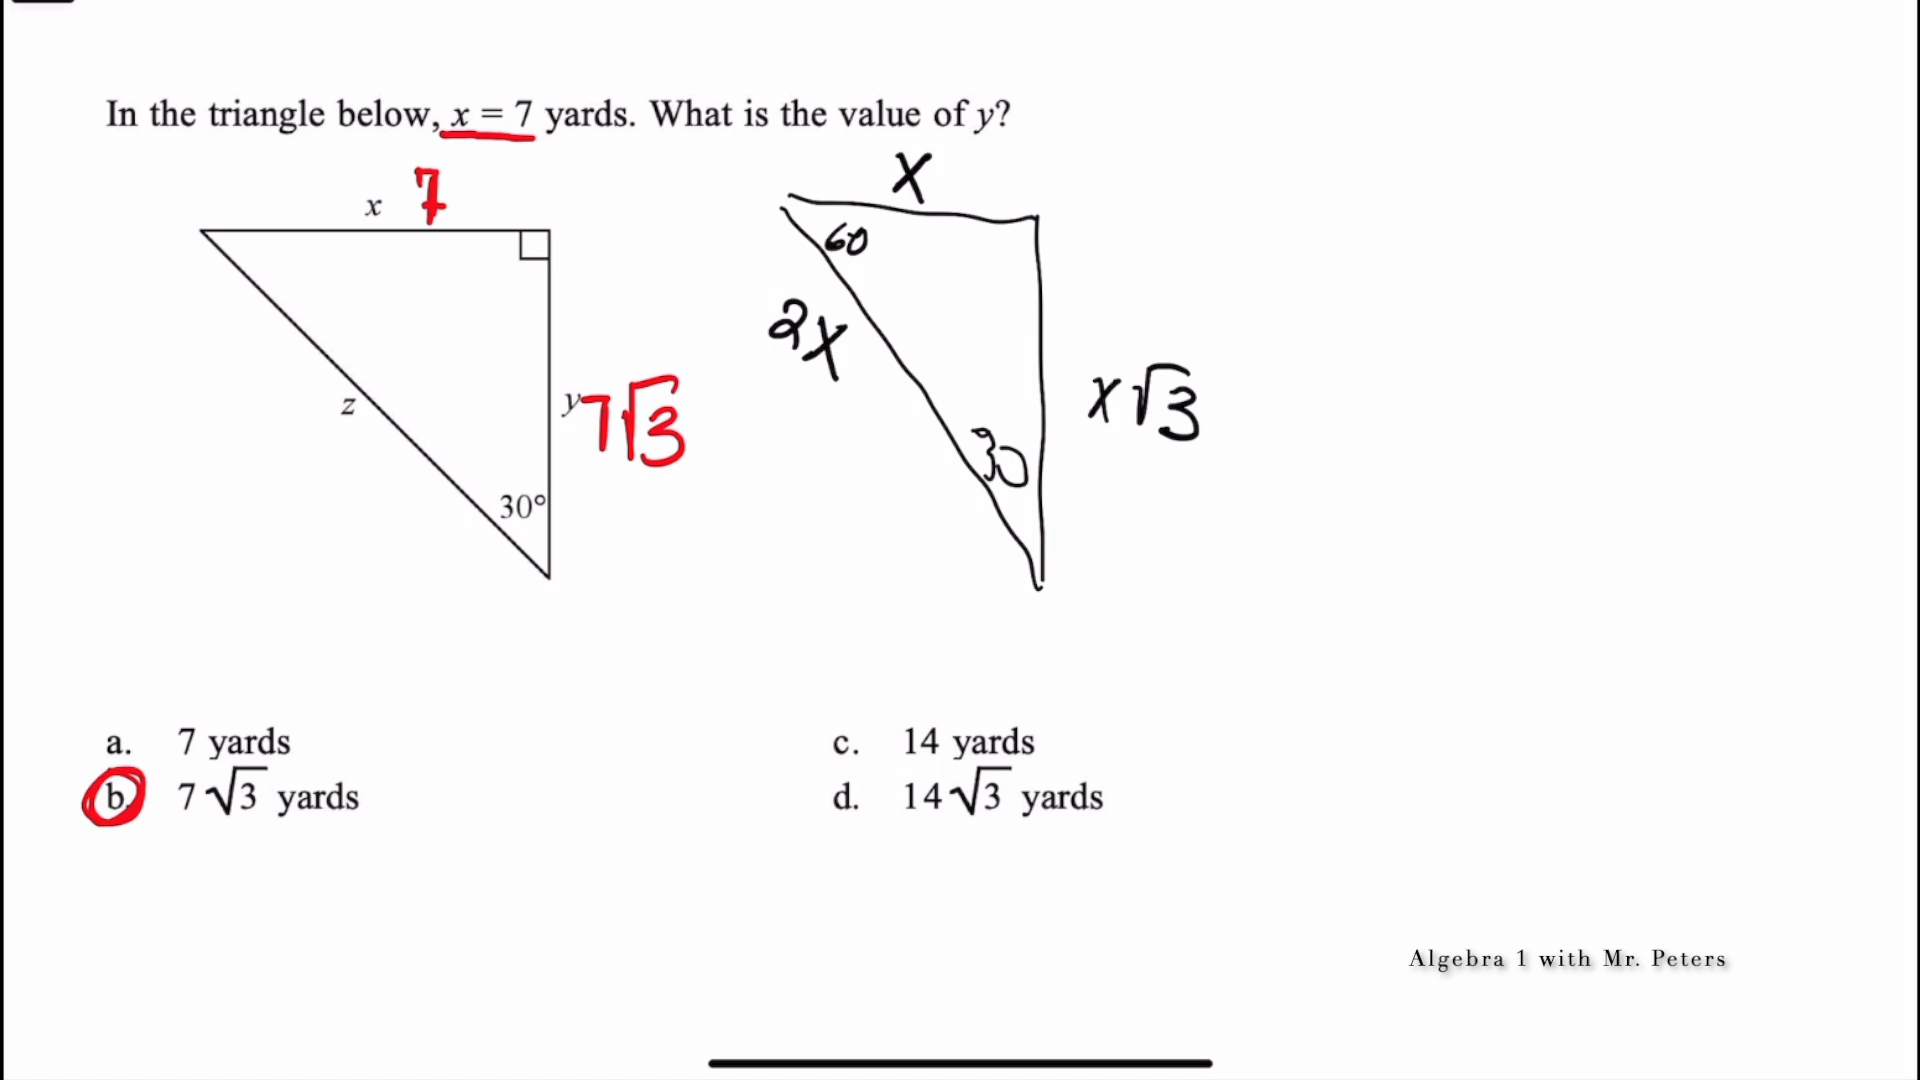 In the triangle below, x = 7 yards. What is the value of y?
x 7
z
y 7√3
30°
X
60
2x
x√3
30
a. 7 yards
b. 7√3 yards
c. 14 yards
d. 14√3 yards
Algebra 1 with Mr. Peters